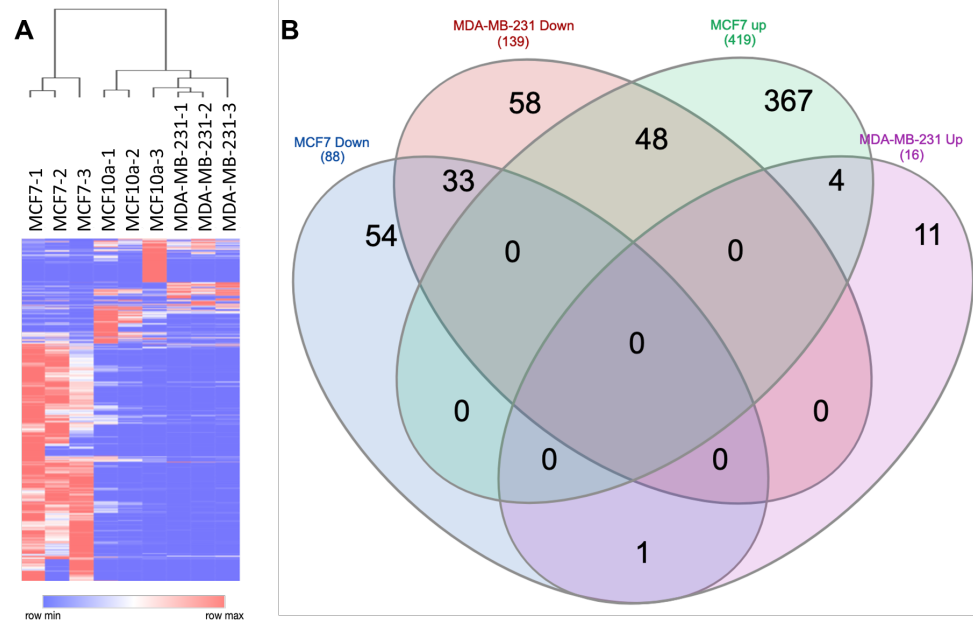 A
MCF7-1
MCF7-2
MCF7-3
MCF10a-1
MCF10a-2
MCF10a-3
MDA-MB-231-1
MDA-MB-231-2
MDA-MB-231-3
row min
row max
B
MDA-MB-231 Down
(139)
MCF7 up
(419)
MCF7 Down
(88)
MDA-MB-231 Up
(16)
58
367
48
33
4
54
11
0
0
0
0
0
0
0
1